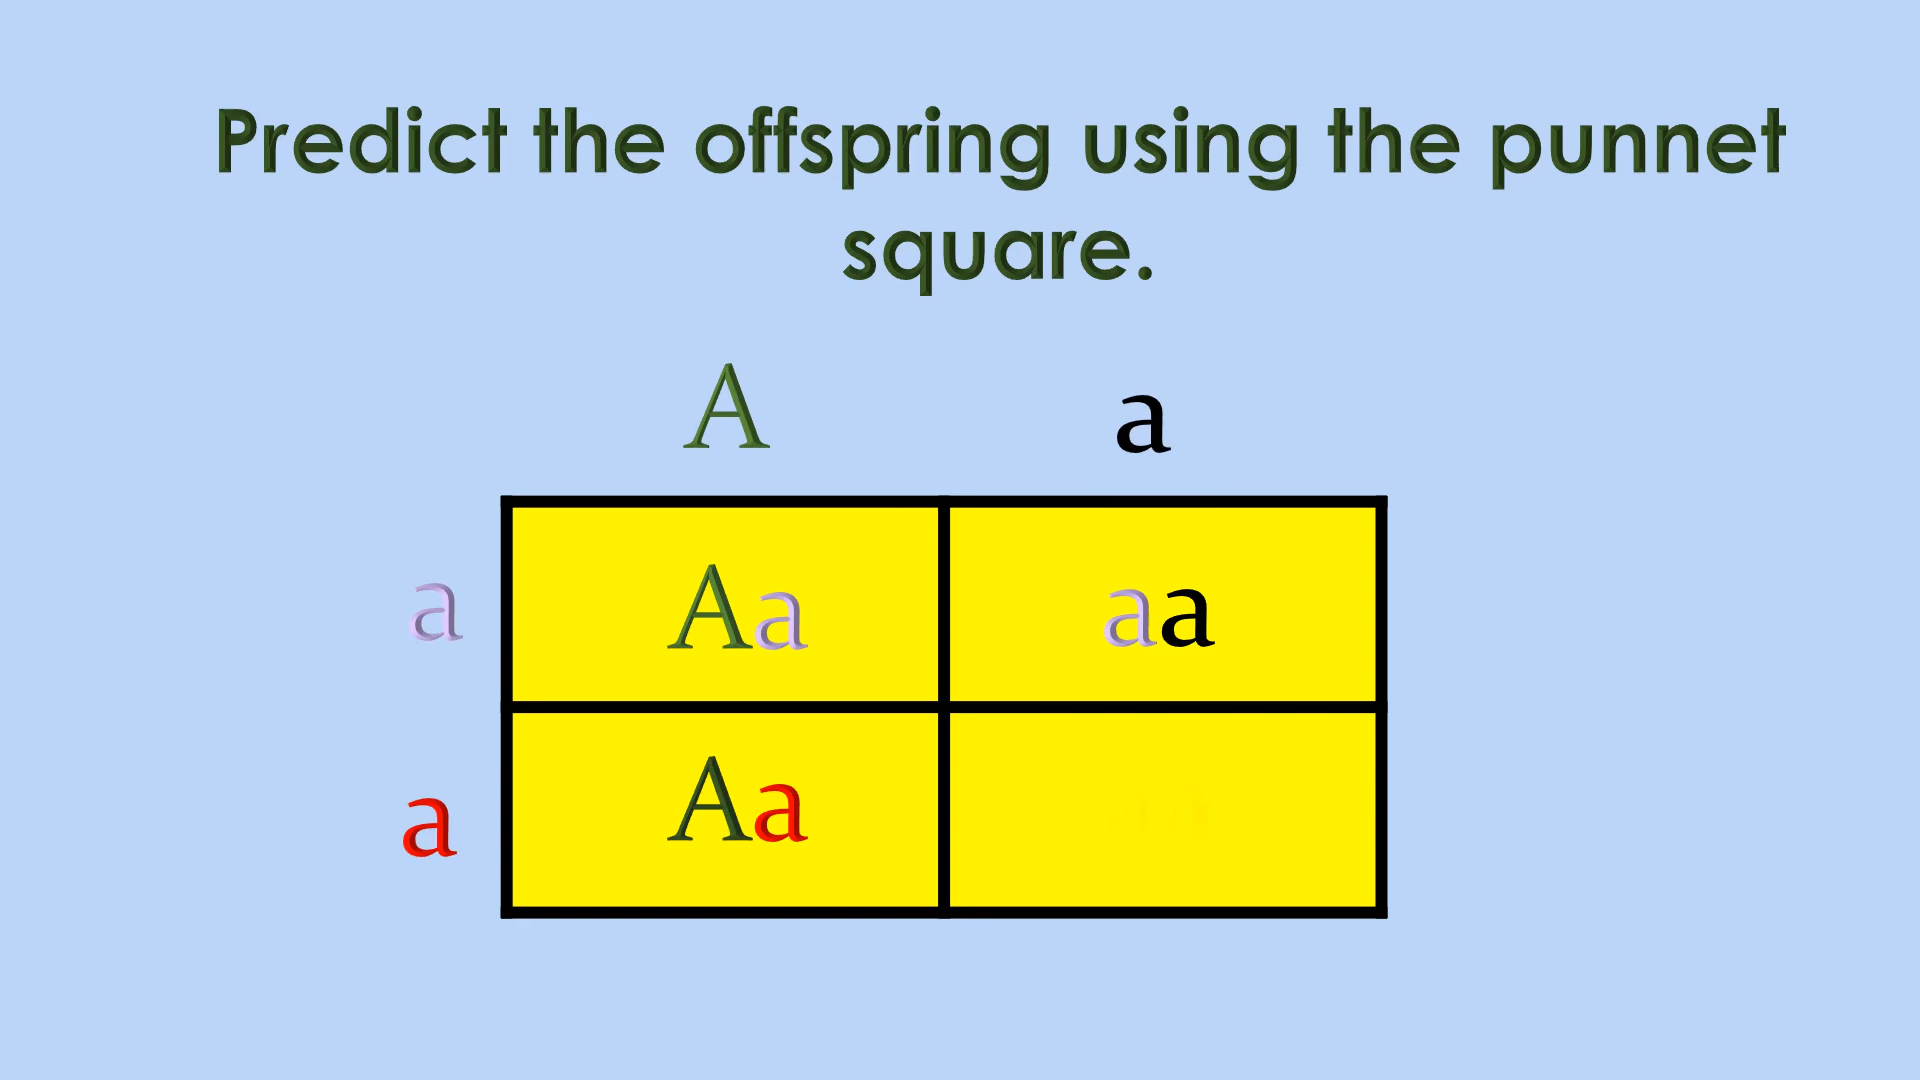 Predict the offspring using the punnet
square.
A a
a Aa aa
a Aa